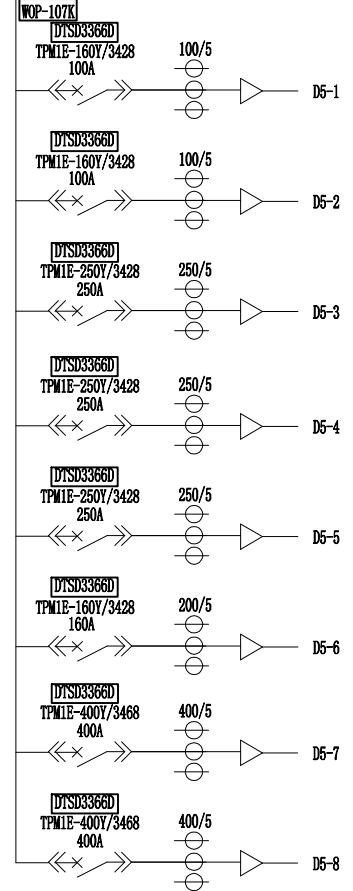 WOP-107K
DTSD3366D
TPM1E-160Y/3428
100A
100/5
D5-1
DTSD3366D
TPM1E-160Y/3428
100A
100/5
D5-2
DTSD3366D
TPM1E-250Y/3428
250A
250/5
D5-3
DTSD3366D
TPM1E-250Y/3428
250A
250/5
D5-4
DTSD3366D
TPM1E-250Y/3428
250A
250/5
D5-5
DTSD3366D
TPM1E-160Y/3428
160A
200/5
D5-6
DTSD3366D
TPM1E-400Y/3468
400A
400/5
D5-7
DTSD3366D
TPM1E-400Y/3468
400A
400/5
D5-8